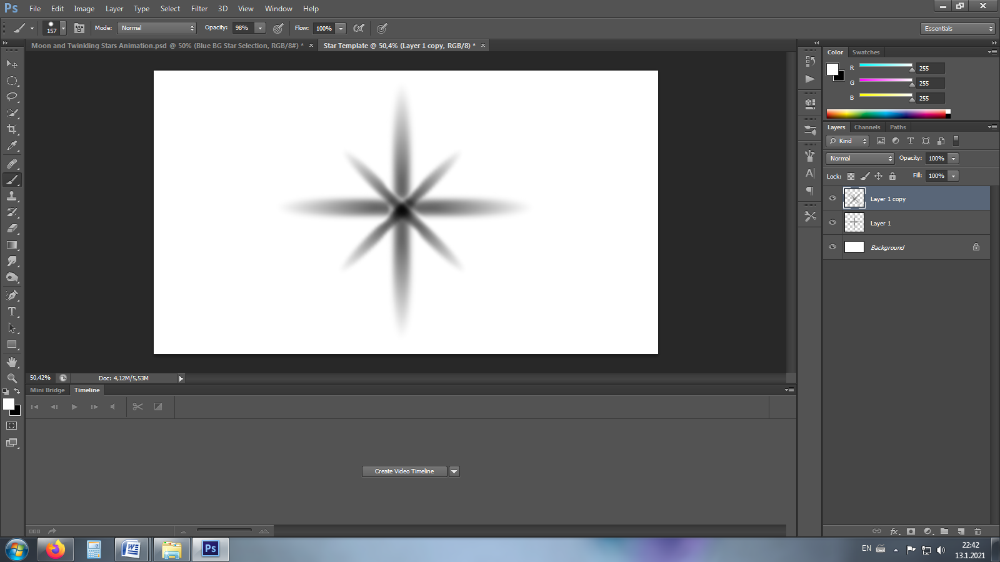 Ps File Edit Image Layer Type Select Filter 3D View Window Help
157 Mode: Normal Opacity: 98% Flow: 100% Essentials
Moon and Twinkling Stars Animation.psd @ 50% (Blue BG Star Selection, RGB/8#) * × Star Template @ 50,4% (Layer 1 copy, RGB/8) * ×
Color Swatches
R 255
G 255
B 255
Layers Channels Paths
Kind
Normal Opacity: 100%
Lock: Fill: 100%
Layer 1 copy
Layer 1
Background
50,42% Doc: 4,12M/5,53M
Mini Bridge Timeline
Create Video Timeline
Ps EN 22:42
13.1.2021